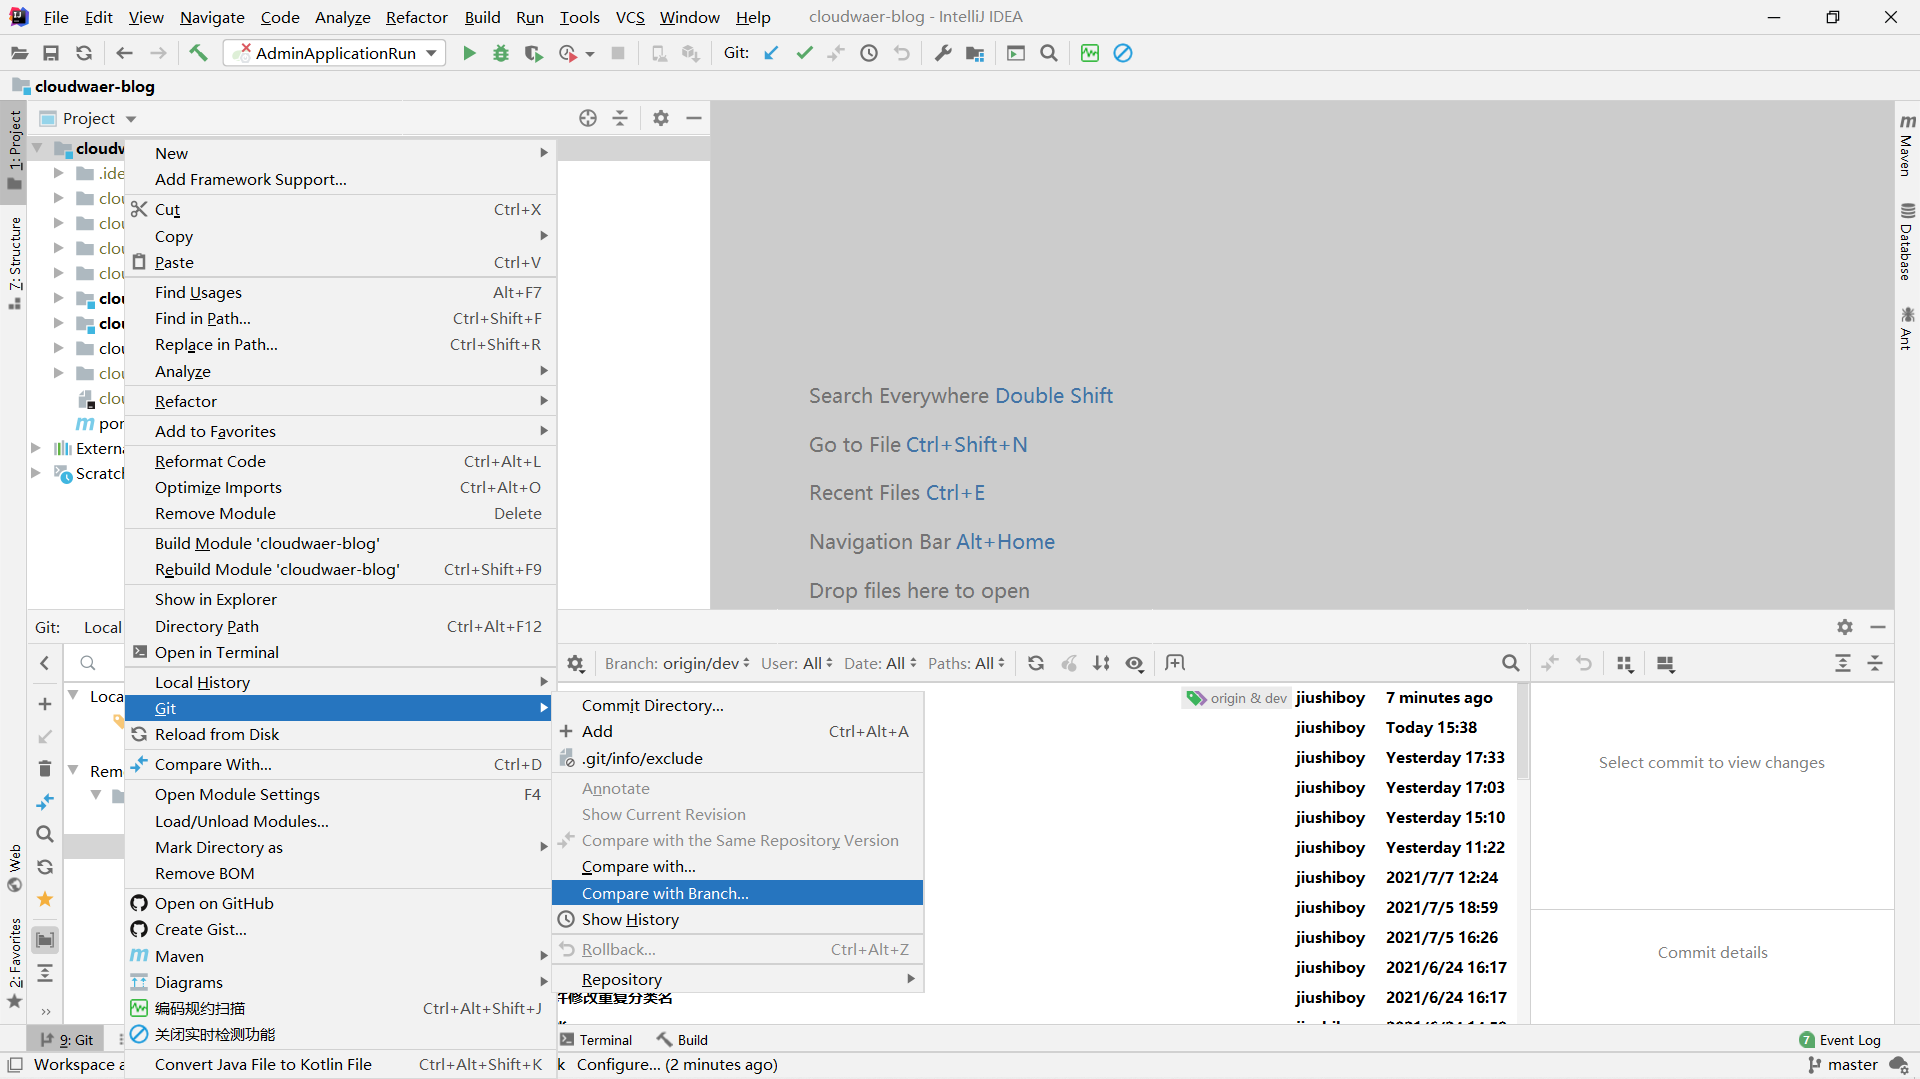 File Edit View Navigate Code Analyze Refactor Build Run Tools VCS Window Help cloudwaer-blog - IntelliJ IDEA
AdminApplicationRun Git:
cloudwaer-blog
Project
1: Project
7: Structure
Web
2: Favorites
cloudw
.ide
clou
clou
clou
clou
clou
clou
clou
clou
clou
pom
Externa
Scratch
New
Add Framework Support...
Cut Ctrl+X
Copy
Paste Ctrl+V
Find Usages Alt+F7
Find in Path... Ctrl+Shift+F
Replace in Path... Ctrl+Shift+R
Analyze
Refactor
Add to Favorites
Reformat Code Ctrl+Alt+L
Optimize Imports Ctrl+Alt+O
Remove Module Delete
Build Module 'cloudwaer-blog'
Rebuild Module 'cloudwaer-blog' Ctrl+Shift+F9
Show in Explorer
Directory Path Ctrl+Alt+F12
Open in Terminal
Local History
Git
Reload from Disk
Compare With... Ctrl+D
Open Module Settings F4
Load/Unload Modules...
Mark Directory as
Remove BOM
Open on GitHub
Create Gist...
Maven
Diagrams
编码规约扫描 Ctrl+Alt+Shift+J
关闭实时检测功能
Convert Java File to Kotlin File Ctrl+Alt+Shift+K
Commit Directory...
Add Ctrl+Alt+A
.git/info/exclude
Annotate
Show Current Revision
Compare with the Same Repository Version
Compare with...
Compare with Branch...
Show History
Rollback... Ctrl+Alt+Z
Repository
Search Everywhere Double Shift
Go to File Ctrl+Shift+N
Recent Files Ctrl+E
Navigation Bar Alt+Home
Drop files here to open
m
Maven
Database
Ant
Git: Local
Loca
Rem
Branch: origin/dev User: All Date: All Paths: All
origin & dev jiushiboy 7 minutes ago
jiushiboy Today 15:38
jiushiboy Yesterday 17:33
jiushiboy Yesterday 17:03
jiushiboy Yesterday 15:10
jiushiboy Yesterday 11:22
jiushiboy 2021/7/7 12:24
jiushiboy 2021/7/5 18:59
jiushiboy 2021/7/5 16:26
jiushiboy 2021/6/24 16:17
修改重复分类名 jiushiboy 2021/6/24 16:17
Select commit to view changes
Commit details
9: Git Terminal Build 7 Event Log
Workspace a k Configure... (2 minutes ago) master